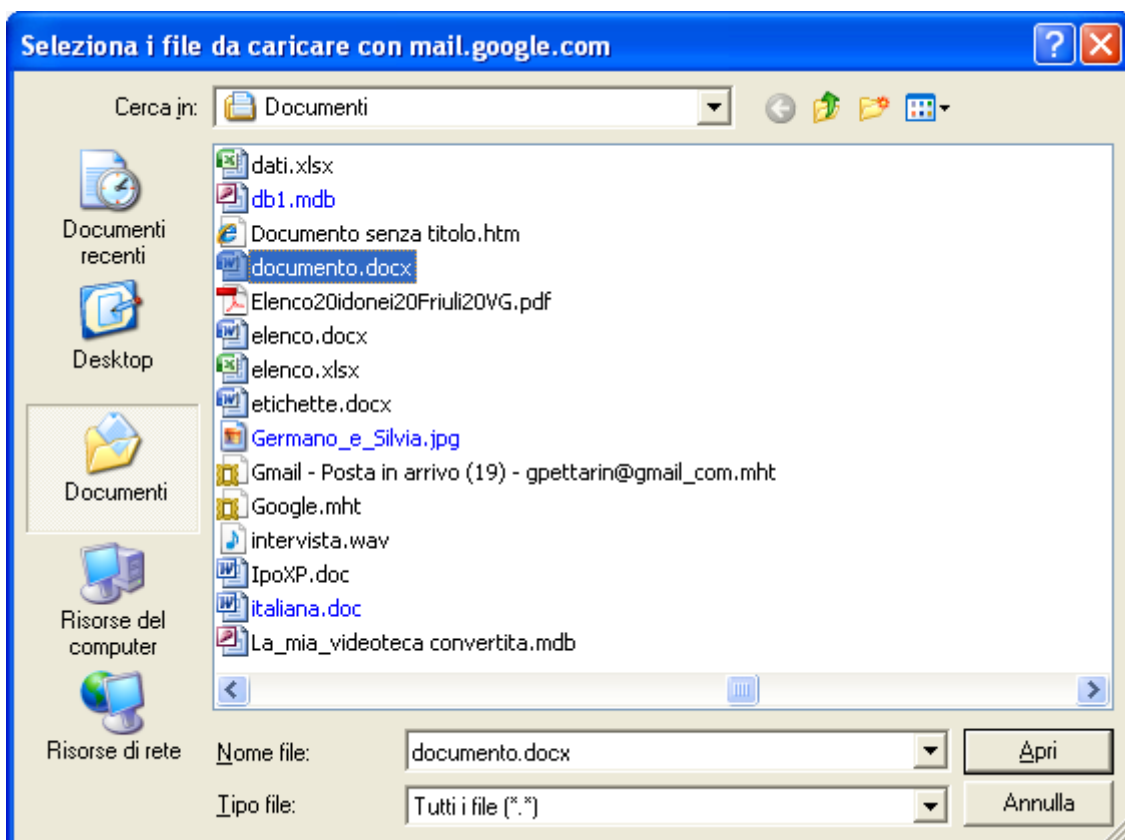 Seleziona i file da caricare con mail.google.com
Cerca in:
Documenti
Documenti
recenti
Desktop
Documenti
Risorse del
computer
Risorse di rete
dati.xlsx
db1.mdb
Documento senza titolo.htm
documento.docx
Elenco20idonei20Friuli20VG.pdf
elenco.docx
elenco.xlsx
etichette.docx
Germano_e_Silvia.jpg
Gmail - Posta in arrivo (19) - gpettarin@gmail_com.mht
Google.mht
intervista.wav
IpoXP.doc
italiana.doc
La_mia_videoteca convertita.mdb
Nome file:
documento.docx
Apri
Tipo file:
Tutti i file (*.*)
Annulla